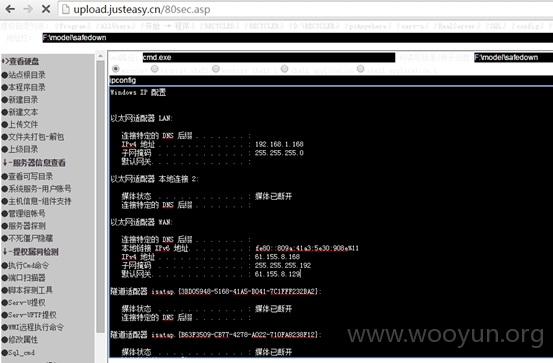 upload.justeasy.cn/80sec.asp
F:\model\safedown
cmd.exe
F:\model\safedown
ipconfig
查看硬盘
站点根目录
本程序目录
新建目录
新建文本
上传文件
文件夹打包-解包
上级目录
↓-服务器信息查看
查看可写目录
系统服务-用户账号
主机信息-组件支持
管理组帐号
服务器探测
不死僵尸隐藏
↓-提权漏洞检测
执行Cmd命令
端口扫描器
脚本探测工具
Serv-U提权
Serv-UFTP提权
WMI远程执行命令
修改属性
Sql_cmd
Windows IP 配置
以太网适配器 LAN:
连接特定的 DNS 后缀 . . . . . . . :
IPv4 地址 . . . . . . . . . . . . : 192.168.1.168
子网掩码 . . . . . . . . . . . . : 255.255.255.0
默认网关. . . . . . . . . . . . . :
以太网适配器 本地连接 2:
媒体状态 . . . . . . . . . . . . : 媒体已断开
连接特定的 DNS 后缀 . . . . . . . :
以太网适配器 WAN:
连接特定的 DNS 后缀 . . . . . . . :
本地链接 IPv6 地址. . . . . . . . : fe80::809a:41a3:5e30:908e%11
IPv4 地址 . . . . . . . . . . . . : 61.155.8.168
子网掩码 . . . . . . . . . . . . : 255.255.255.192
默认网关. . . . . . . . . . . . . : 61.155.8.129
隧道适配器 isatap.{3BD05948-5168-41A5-B041-7C1FFF232BA2}:
媒体状态 . . . . . . . . . . . . : 媒体已断开
连接特定的 DNS 后缀 . . . . . . . :
隧道适配器 isatap.{B63F3509-CB77-4278-A022-710FA8238F12}:
媒体状态 . . . . . . . . . . . . : 媒体已断开
www.wooyun.org